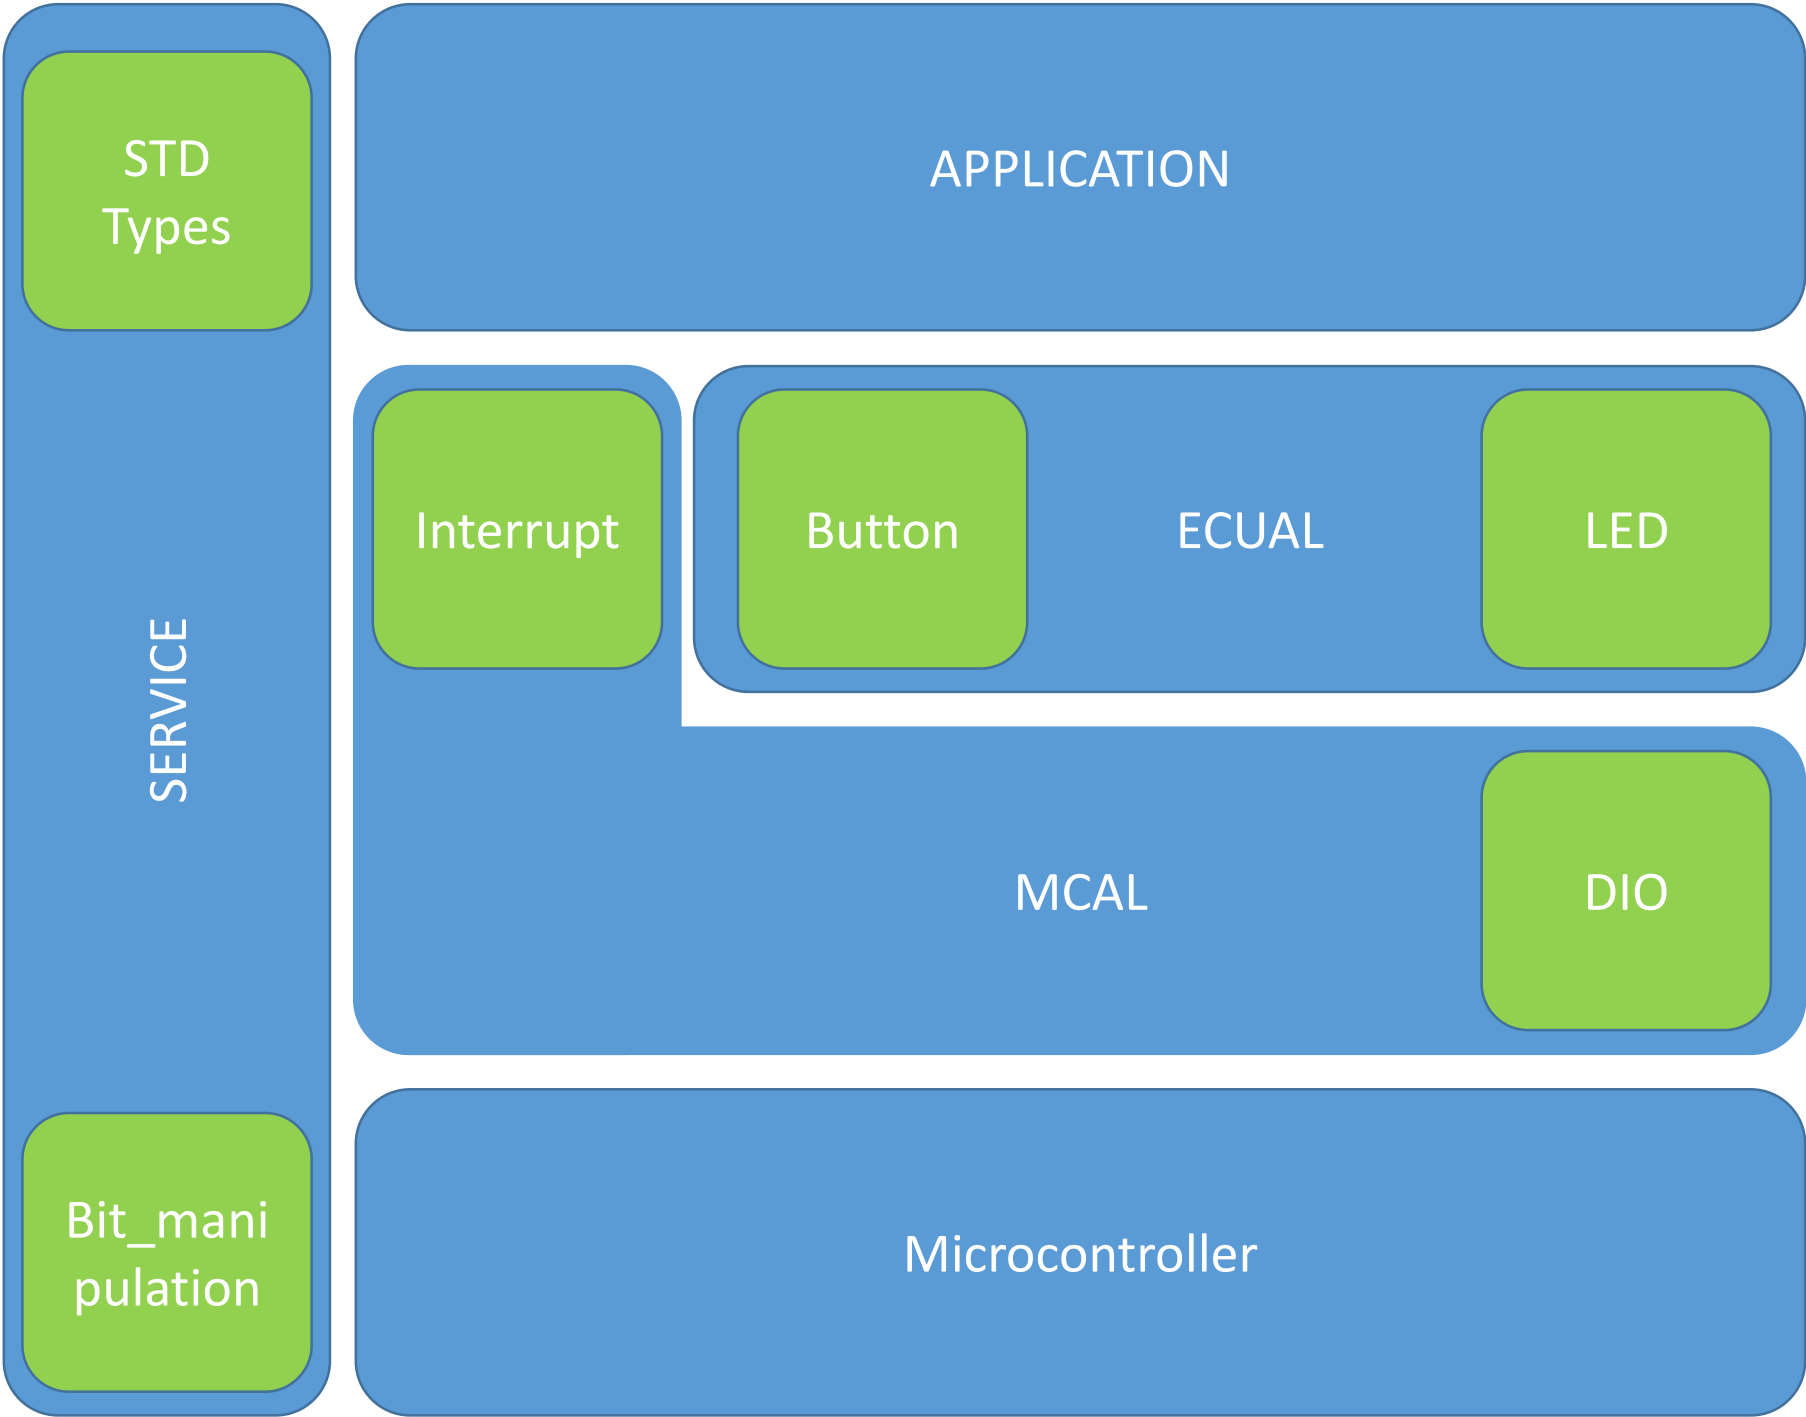 STD
Types
APPLICATION
Interrupt
Button
ECUAL
LED
SERVICE
MCAL
DIO
Bit_mani
pulation
Microcontroller